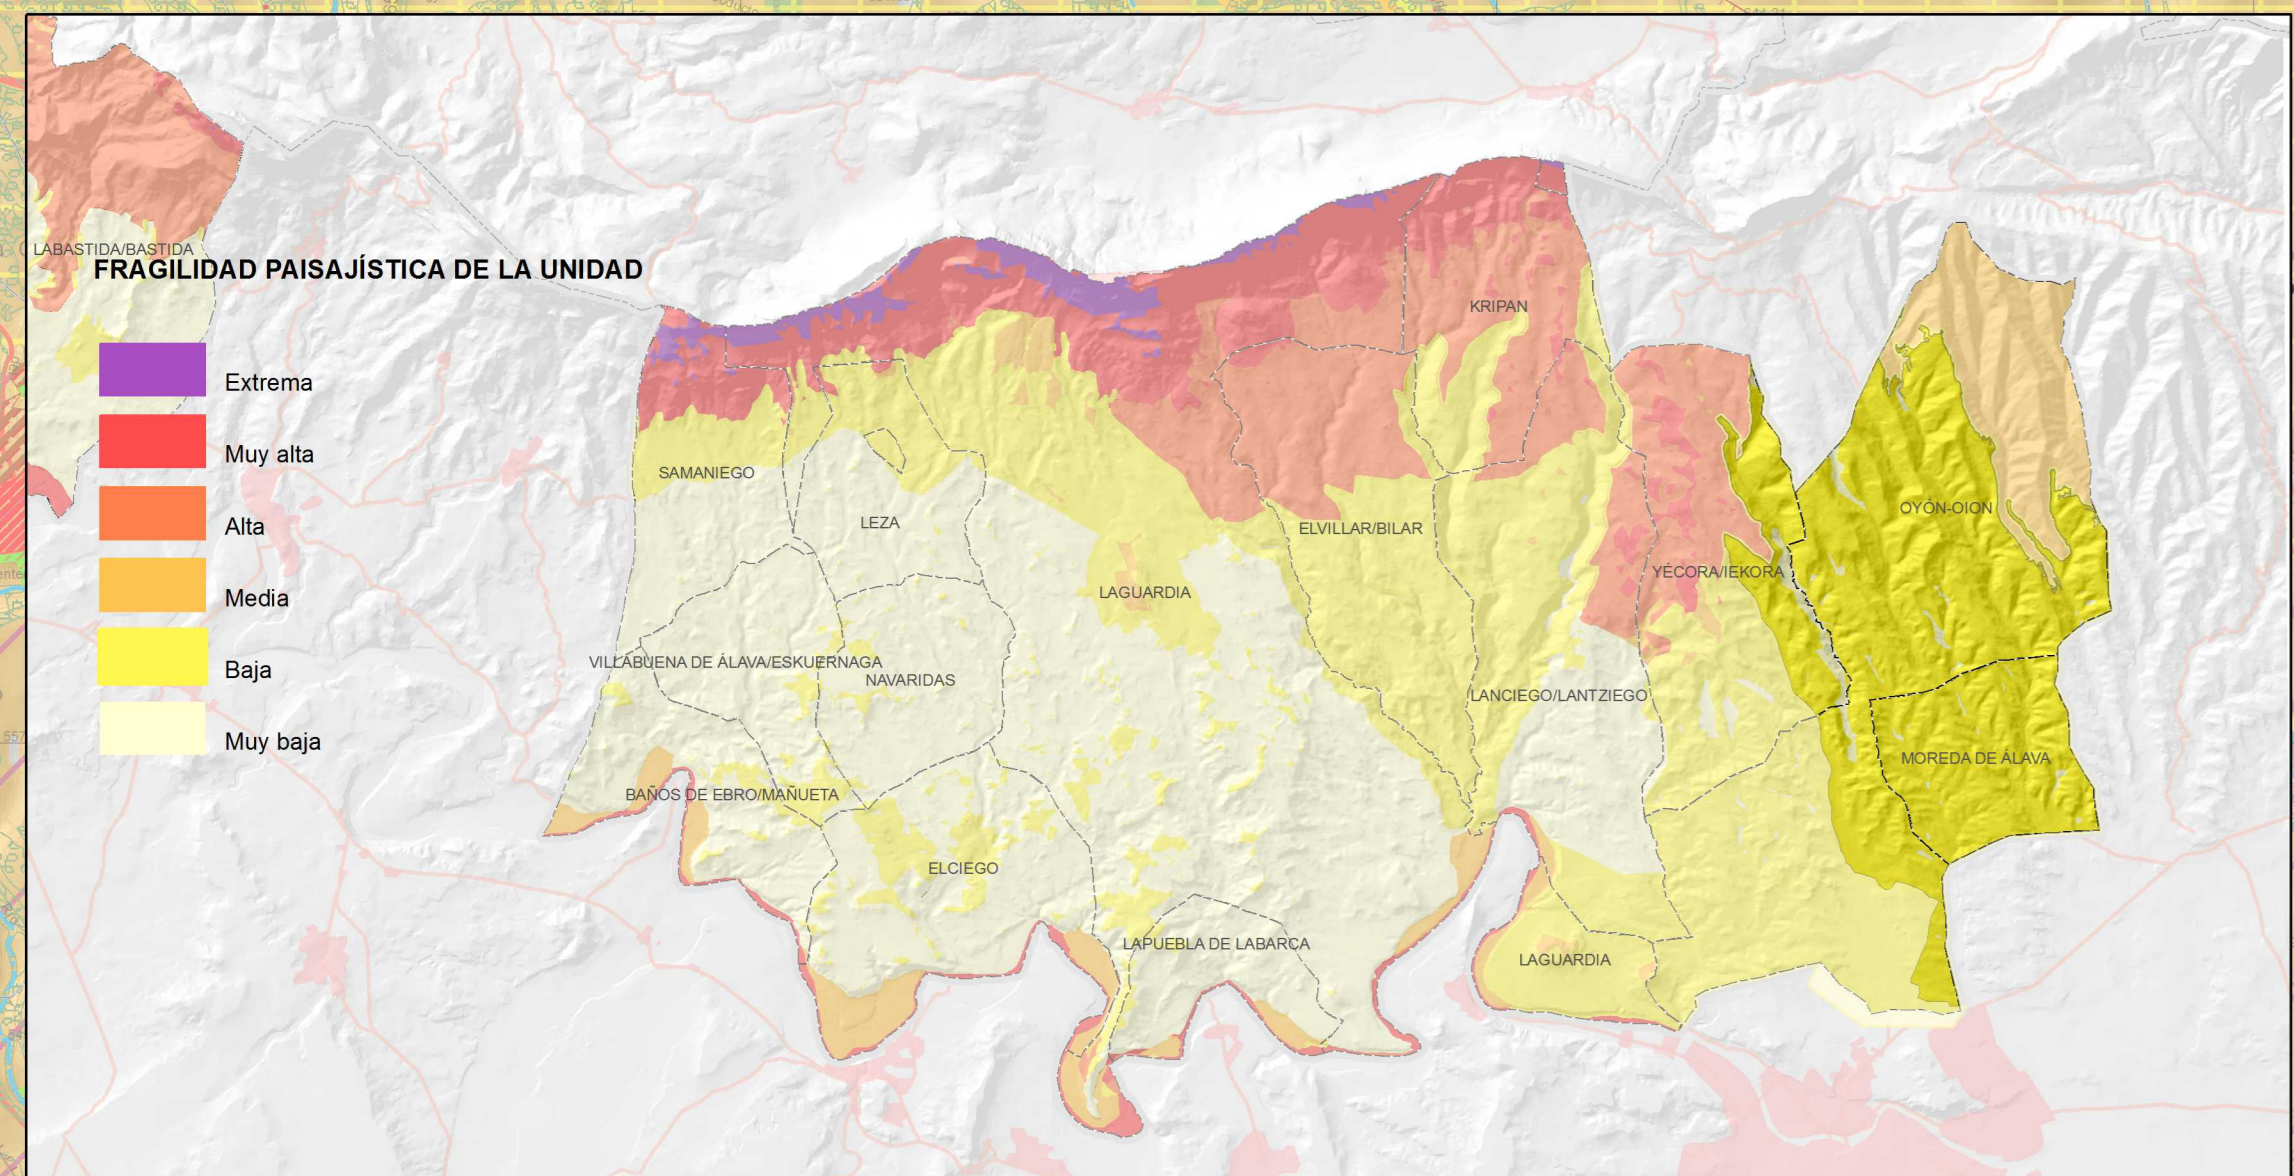 LABASTIDA/BASTIDA
FRAGILIDAD PAISAJÍSTICA DE LA UNIDAD
Extrema
Muy alta
Alta
Media
Baja
Muy baja
KRIPAN
SAMANIEGO
LEZA
ELVILLAR/BILAR
OYÓN-OION
LAGUARDIA
YÉCORA/IEKORA
VILLABUENA DE ÁLAVA/ESKUERNAGA
NAVARIDAS
LANCIEGO/LANTZIEGO
MOREDA DE ÁLAVA
BAÑOS DE EBRO/MAÑUETA
ELCIEGO
LAPUEBLA DE LABARCA
LAGUARDIA
557